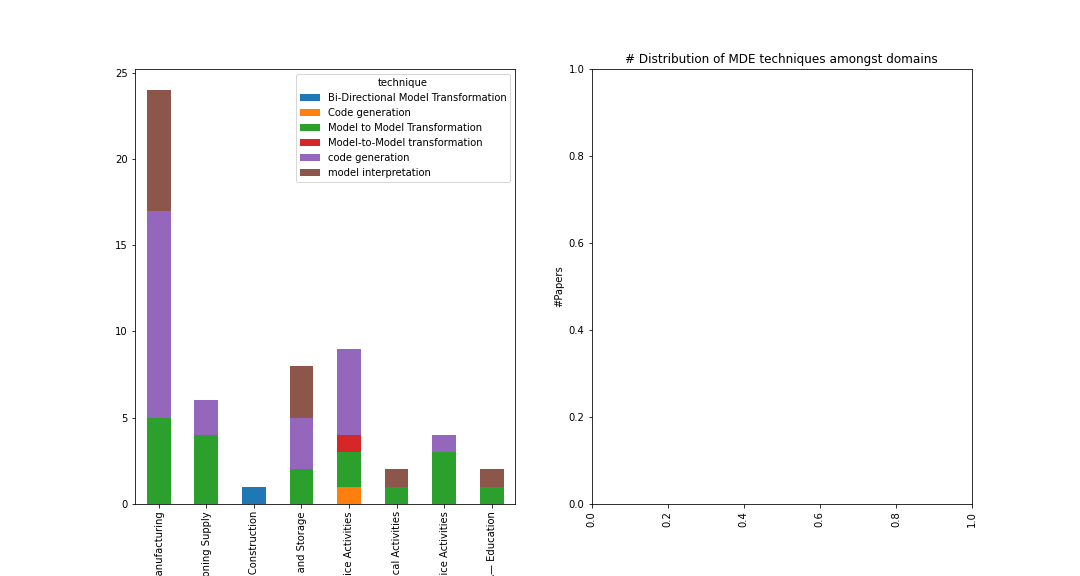 # Distribution of MDE techniques amongst domains
25
20
15
10
5
0
technique
Bi-Directional Model Transformation
Code generation
Model to Model Transformation
Model-to-Model transformation
code generation
model interpretation
anufacturing
oning Supply
Construction
and Storage
ice Activities
cal Activities
ice Activities
— Education
#Papers
1.0
0.8
0.6
0.4
0.2
0.0
0.0
0.2
0.4
0.6
0.8
1.0